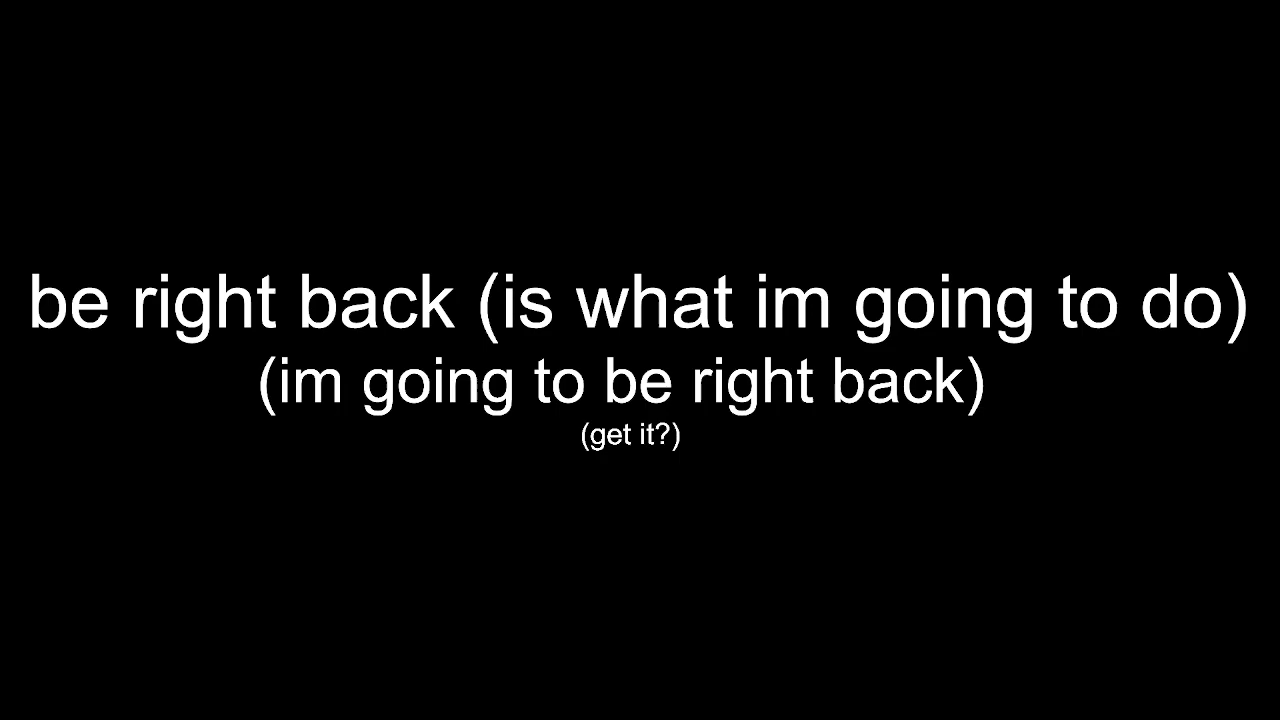 be right back (is what im going to do)
(im going to be right back)
(get it?)